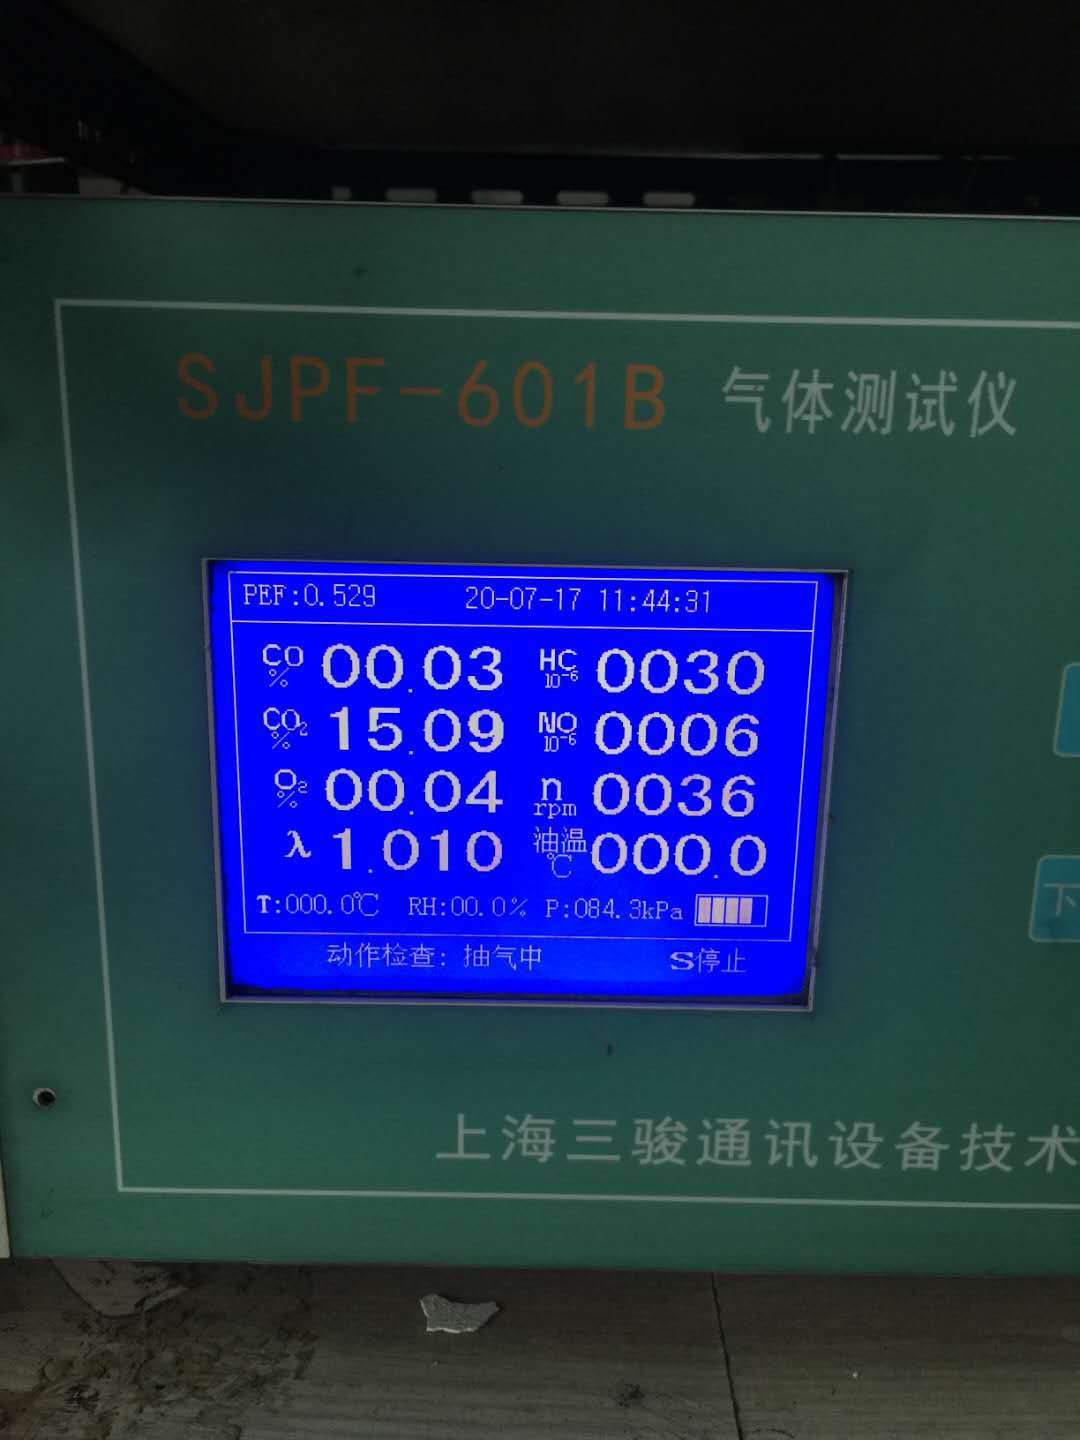 SJPF-601B 气体测试仪
PEF:0.529 20-07-17 11:44:31
CO % 00.03 HC 10⁻⁶ 0030
CO₂ % 15.09 NO 10⁻⁶ 0006
O₂ % 00.04 n rpm 0036
λ 1.010 油温 ℃ 000.0
T:000.0℃ RH:00.0% P:084.3kPa
动作检查: 抽气中 S停止
下
上海三骏通讯设备技术